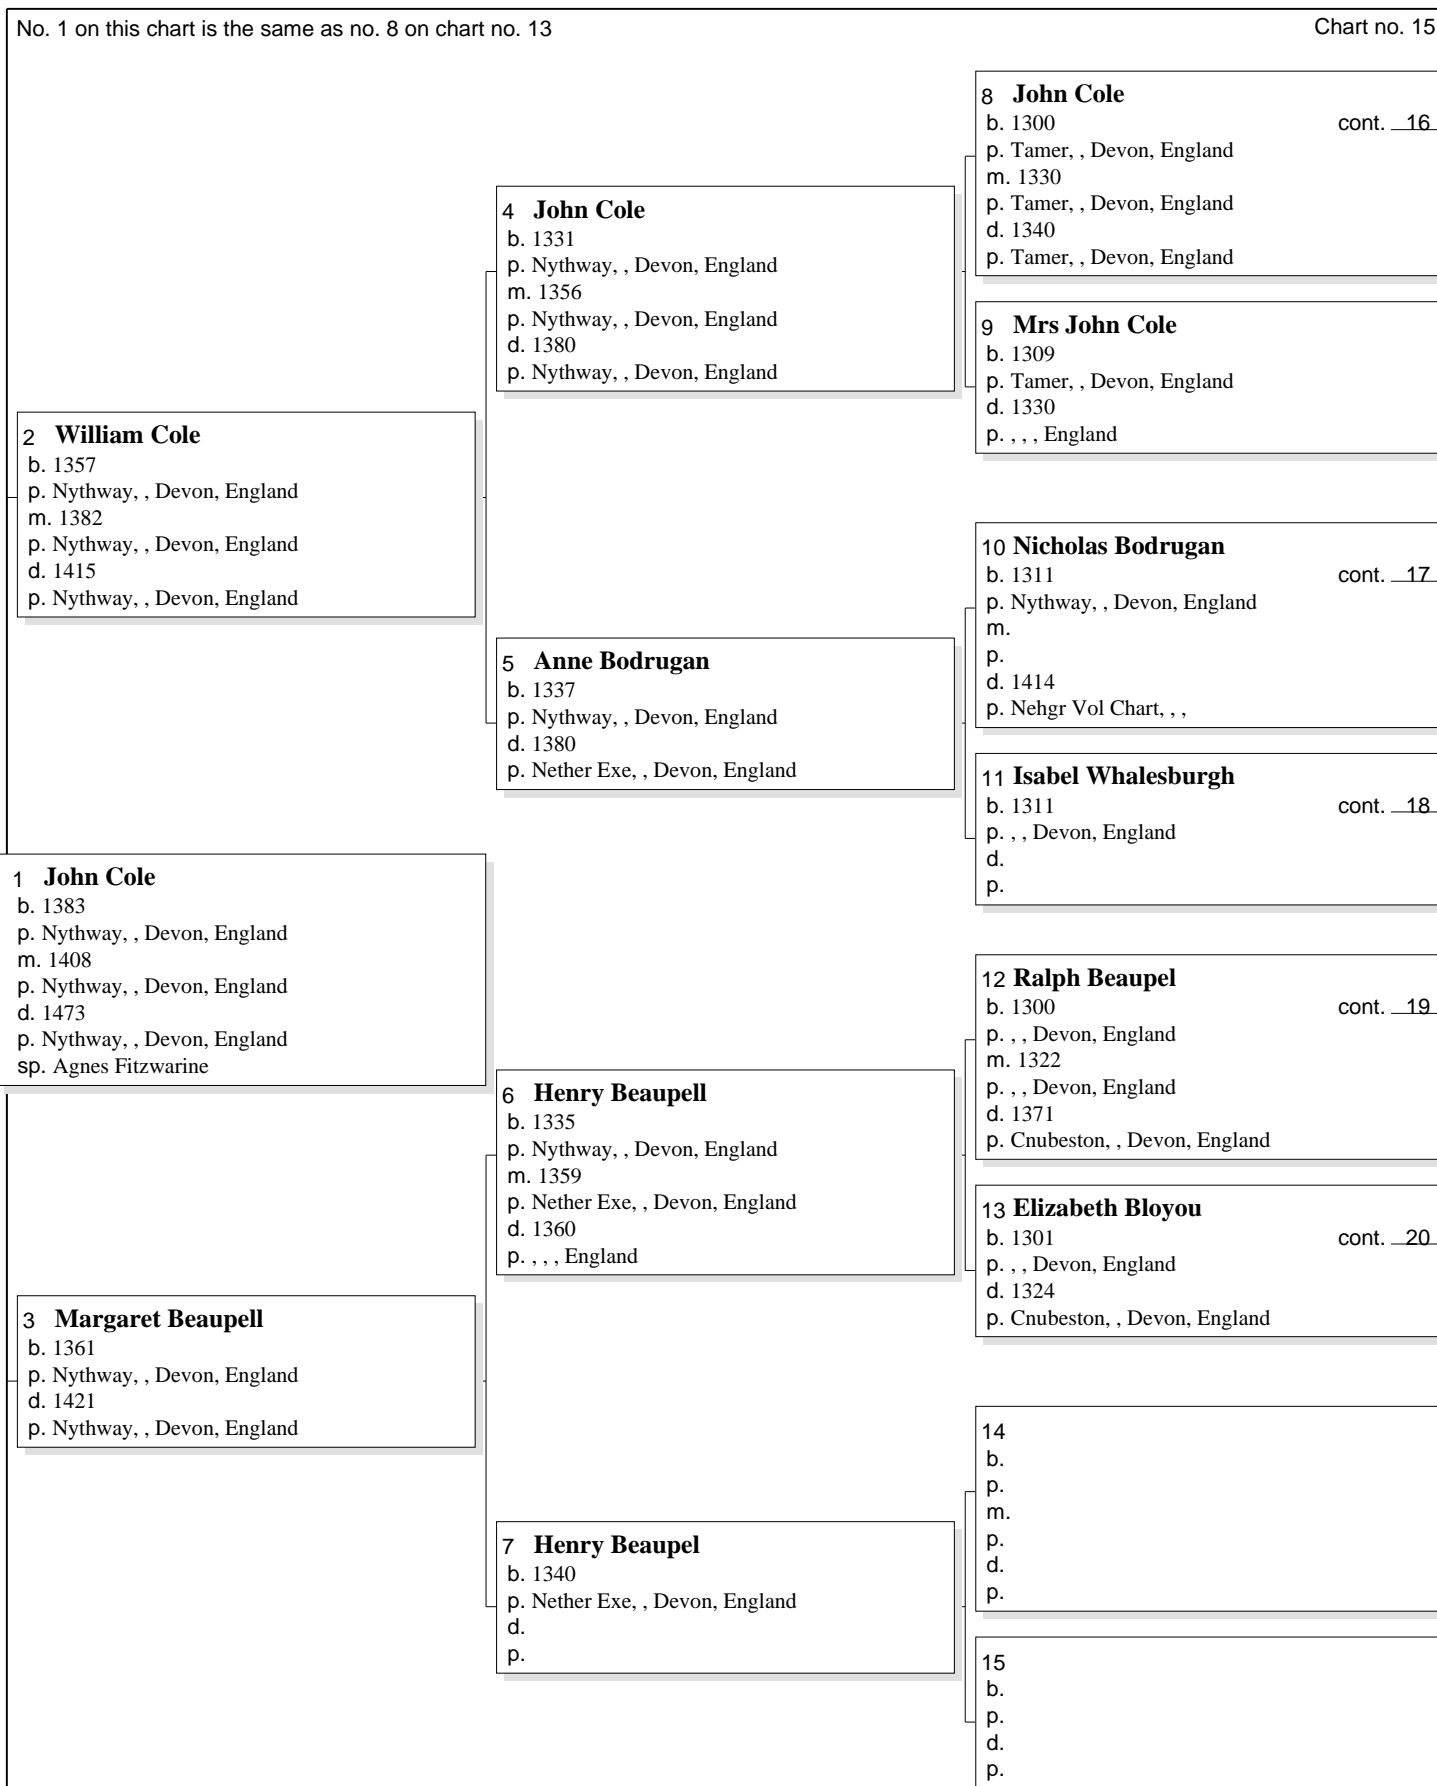 No. 1 on this chart is the same as no. 8 on chart no. 13
Chart no. 15
8 John Cole
b. 1300 cont. 16
p. Tamer, , Devon, England
m. 1330
p. Tamer, , Devon, England
d. 1340
p. Tamer, , Devon, England
4 John Cole
b. 1331
p. Nythway, , Devon, England
m. 1356
p. Nythway, , Devon, England
d. 1380
p. Nythway, , Devon, England
9 Mrs John Cole
b. 1309
p. Tamer, , Devon, England
d. 1330
p. , , , England
2 William Cole
b. 1357
p. Nythway, , Devon, England
m. 1382
p. Nythway, , Devon, England
d. 1415
p. Nythway, , Devon, England
10 Nicholas Bodrugan
b. 1311 cont. 17
p. Nythway, , Devon, England
m.
p.
d. 1414
p. Nehgr Vol Chart, , ,
5 Anne Bodrugan
b. 1337
p. Nythway, , Devon, England
d. 1380
p. Nether Exe, , Devon, England
11 Isabel Whalesburgh
b. 1311 cont. 18
p. , , Devon, England
d.
p.
1 John Cole
b. 1383
p. Nythway, , Devon, England
m. 1408
p. Nythway, , Devon, England
d. 1473
p. Nythway, , Devon, England
sp. Agnes Fitzwarine
12 Ralph Beaupel
b. 1300 cont. 19
p. , , Devon, England
m. 1322
p. , , Devon, England
d. 1371
p. Cnubeston, , Devon, England
6 Henry Beaupell
b. 1335
p. Nythway, , Devon, England
m. 1359
p. Nether Exe, , Devon, England
d. 1360
p. , , , England
13 Elizabeth Bloyou
b. 1301 cont. 20
p. , , Devon, England
d. 1324
p. Cnubeston, , Devon, England
3 Margaret Beaupell
b. 1361
p. Nythway, , Devon, England
d. 1421
p. Nythway, , Devon, England
14
b.
p.
m.
p.
d.
p.
7 Henry Beaupel
b. 1340
p. Nether Exe, , Devon, England
d.
p.
15
b.
p.
d.
p.